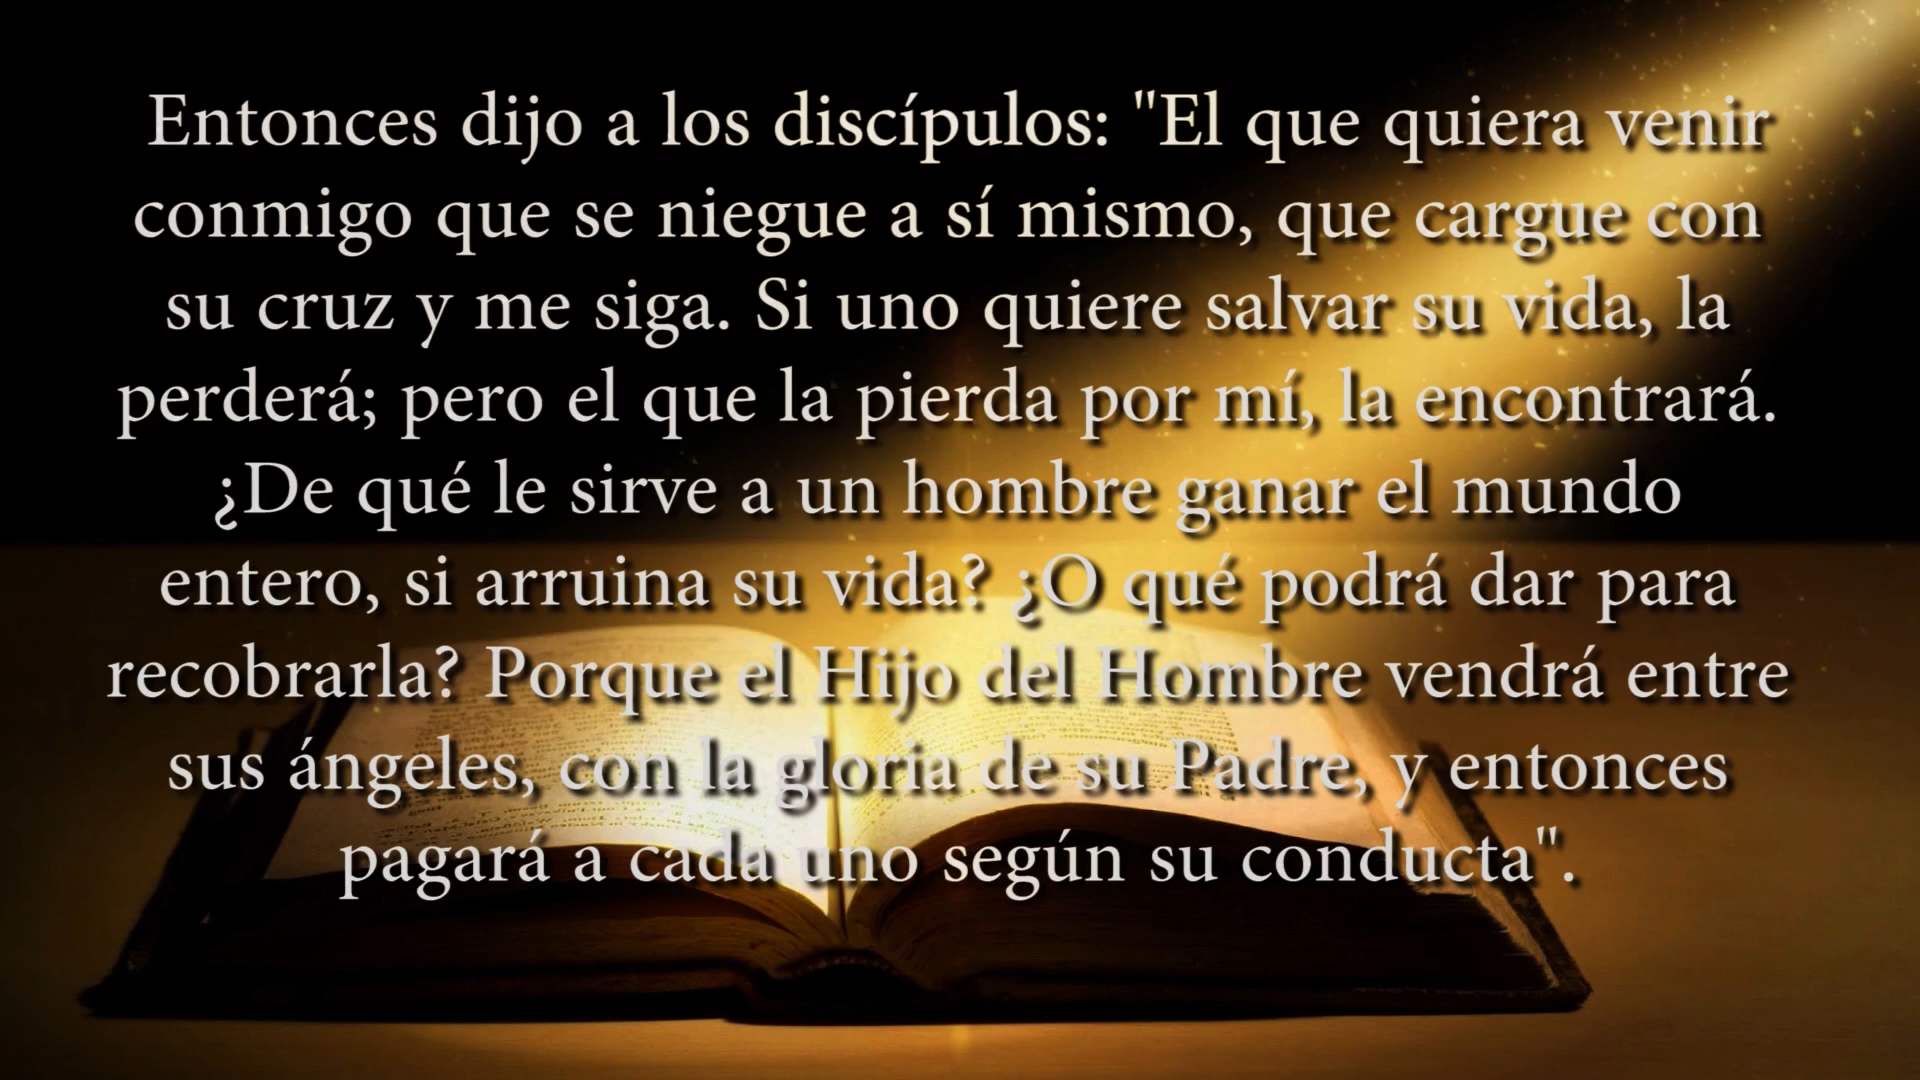 Entonces dijo a los discípulos: "El que quiera venir
conmigo que se niegue a sí mismo, que cargue con
su cruz y me siga. Si uno quiere salvar su vida, la
perderá; pero el que la pierda por mí, la encontrará.
¿De qué le sirve a un hombre ganar el mundo
entero, si arruina su vida? ¿O qué podrá dar para
recobrarla? Porque el Hijo del Hombre vendrá entre
sus ángeles, con la gloria de su Padre, y entonces
pagará a cada uno según su conducta".